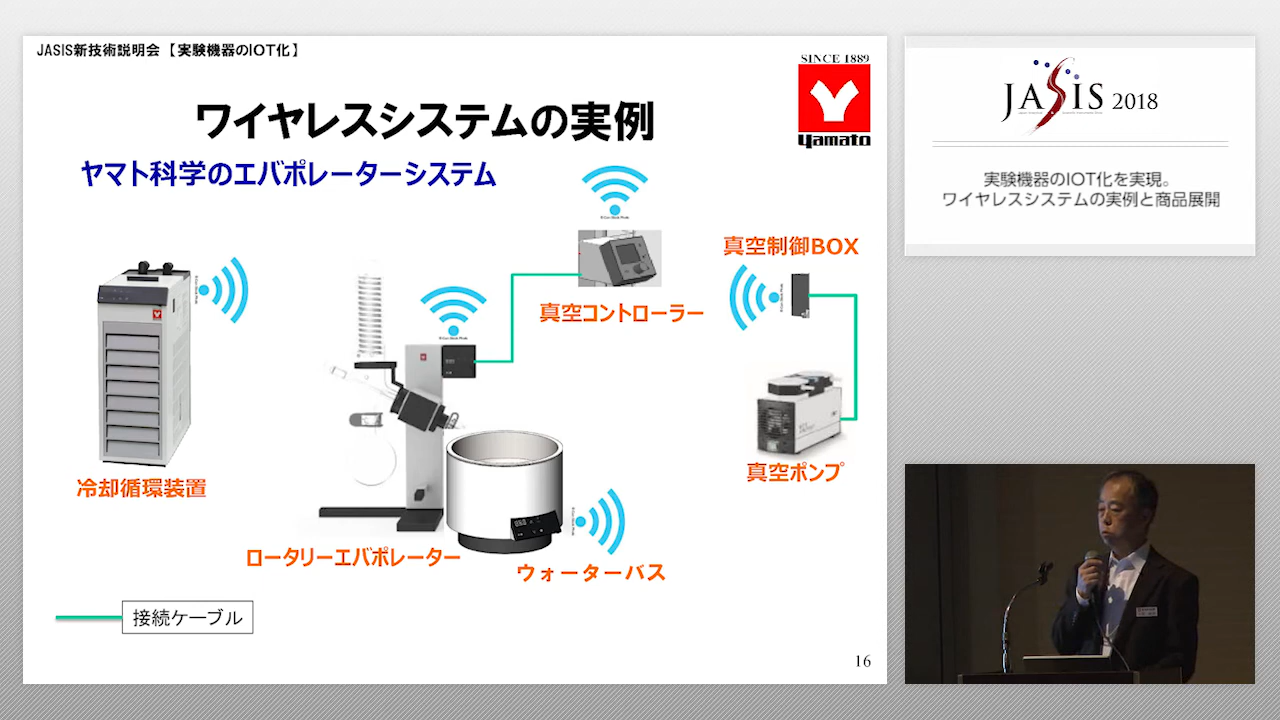 JASIS新技術説明会 【実験機器のIOT化】
SINCE 1889
Yamato
ワイヤレスシステムの実例
ヤマト科学のエバポレーターシステム
真空制御BOX
真空コントローラー
真空ポンプ
冷却循環装置
ロータリーエバポレーター
ウォーターバス
接続ケーブル
16
JASIS 2018
実験機器のIOT化を実現。
ワイヤレスシステムの実例と商品展開